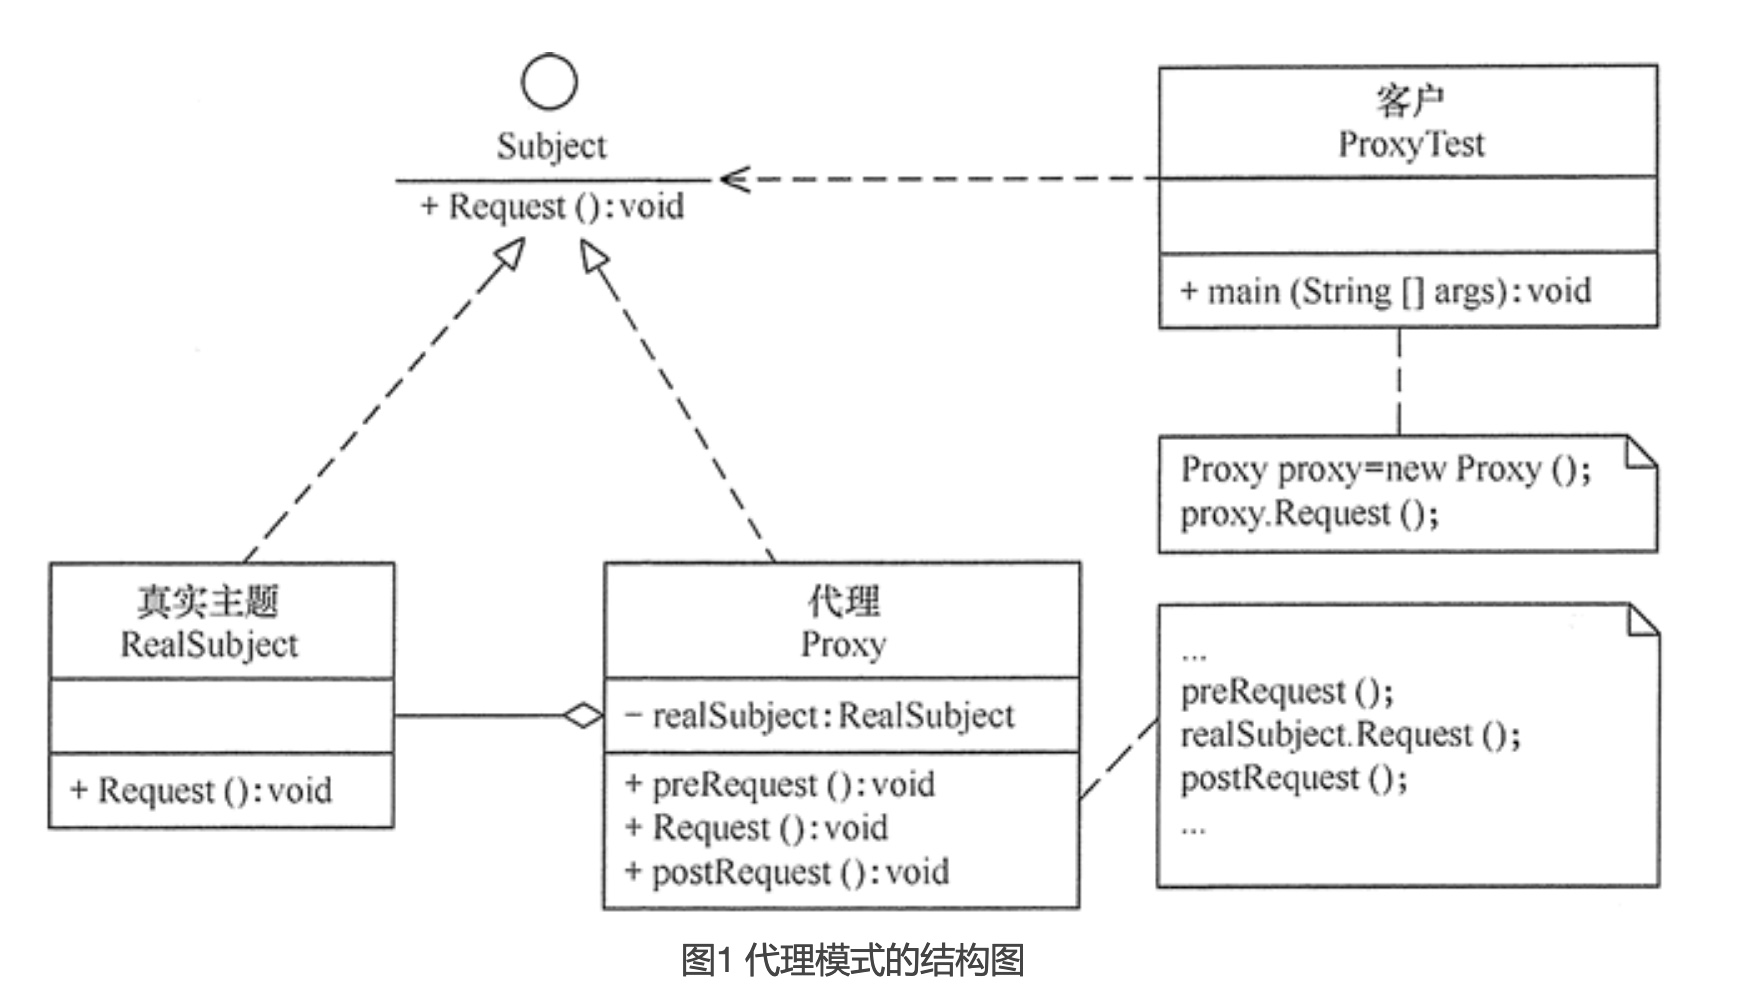 Subject
+ Request ( ) : void
客户
ProxyTest
+ main (String [] args) : void
Proxy proxy=new Proxy ( );
proxy.Request ( );
真实主题
RealSubject
+ Request ( ) : void
代理
Proxy
− realSubject : RealSubject
+ preRequest ( ) : void
+ Request ( ) : void
+ postRequest ( ) : void
...
preRequest ( );
realSubject.Request ( );
postRequest ( );
...
图1 代理模式的结构图